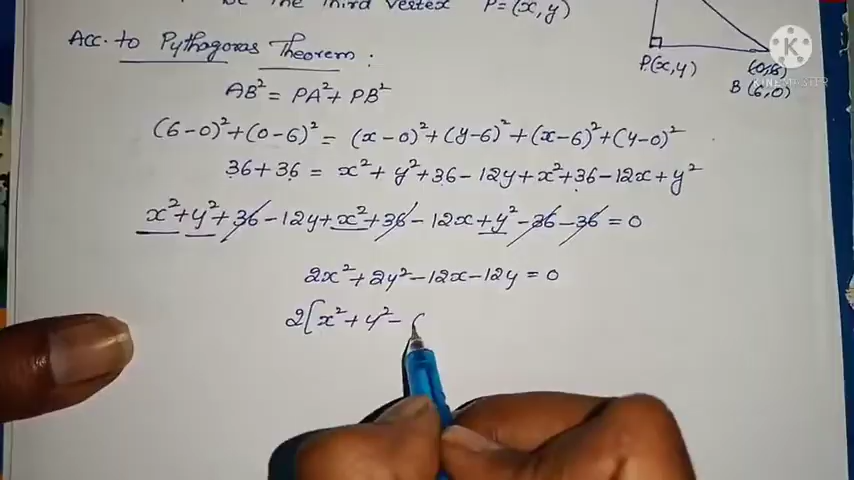 be the third vertex P=(x,y)
Acc. to Pythagoras Theorem :
AB² = PA² + PB²
(6-0)² + (0-6)² = (x-0)² + (y-6)² + (x-6)² + (y-0)²
36+36 = x² + y² + 36 - 12y + x² + 36 - 12x + y²
x² + y² + 36 - 12y + x² + 36 - 12x + y² - 36 - 36 = 0
2x² + 2y² - 12x - 12y = 0
2[x² + y² -
P(x,y)
(0,6)
B(6,0)
K
KINEMASTER